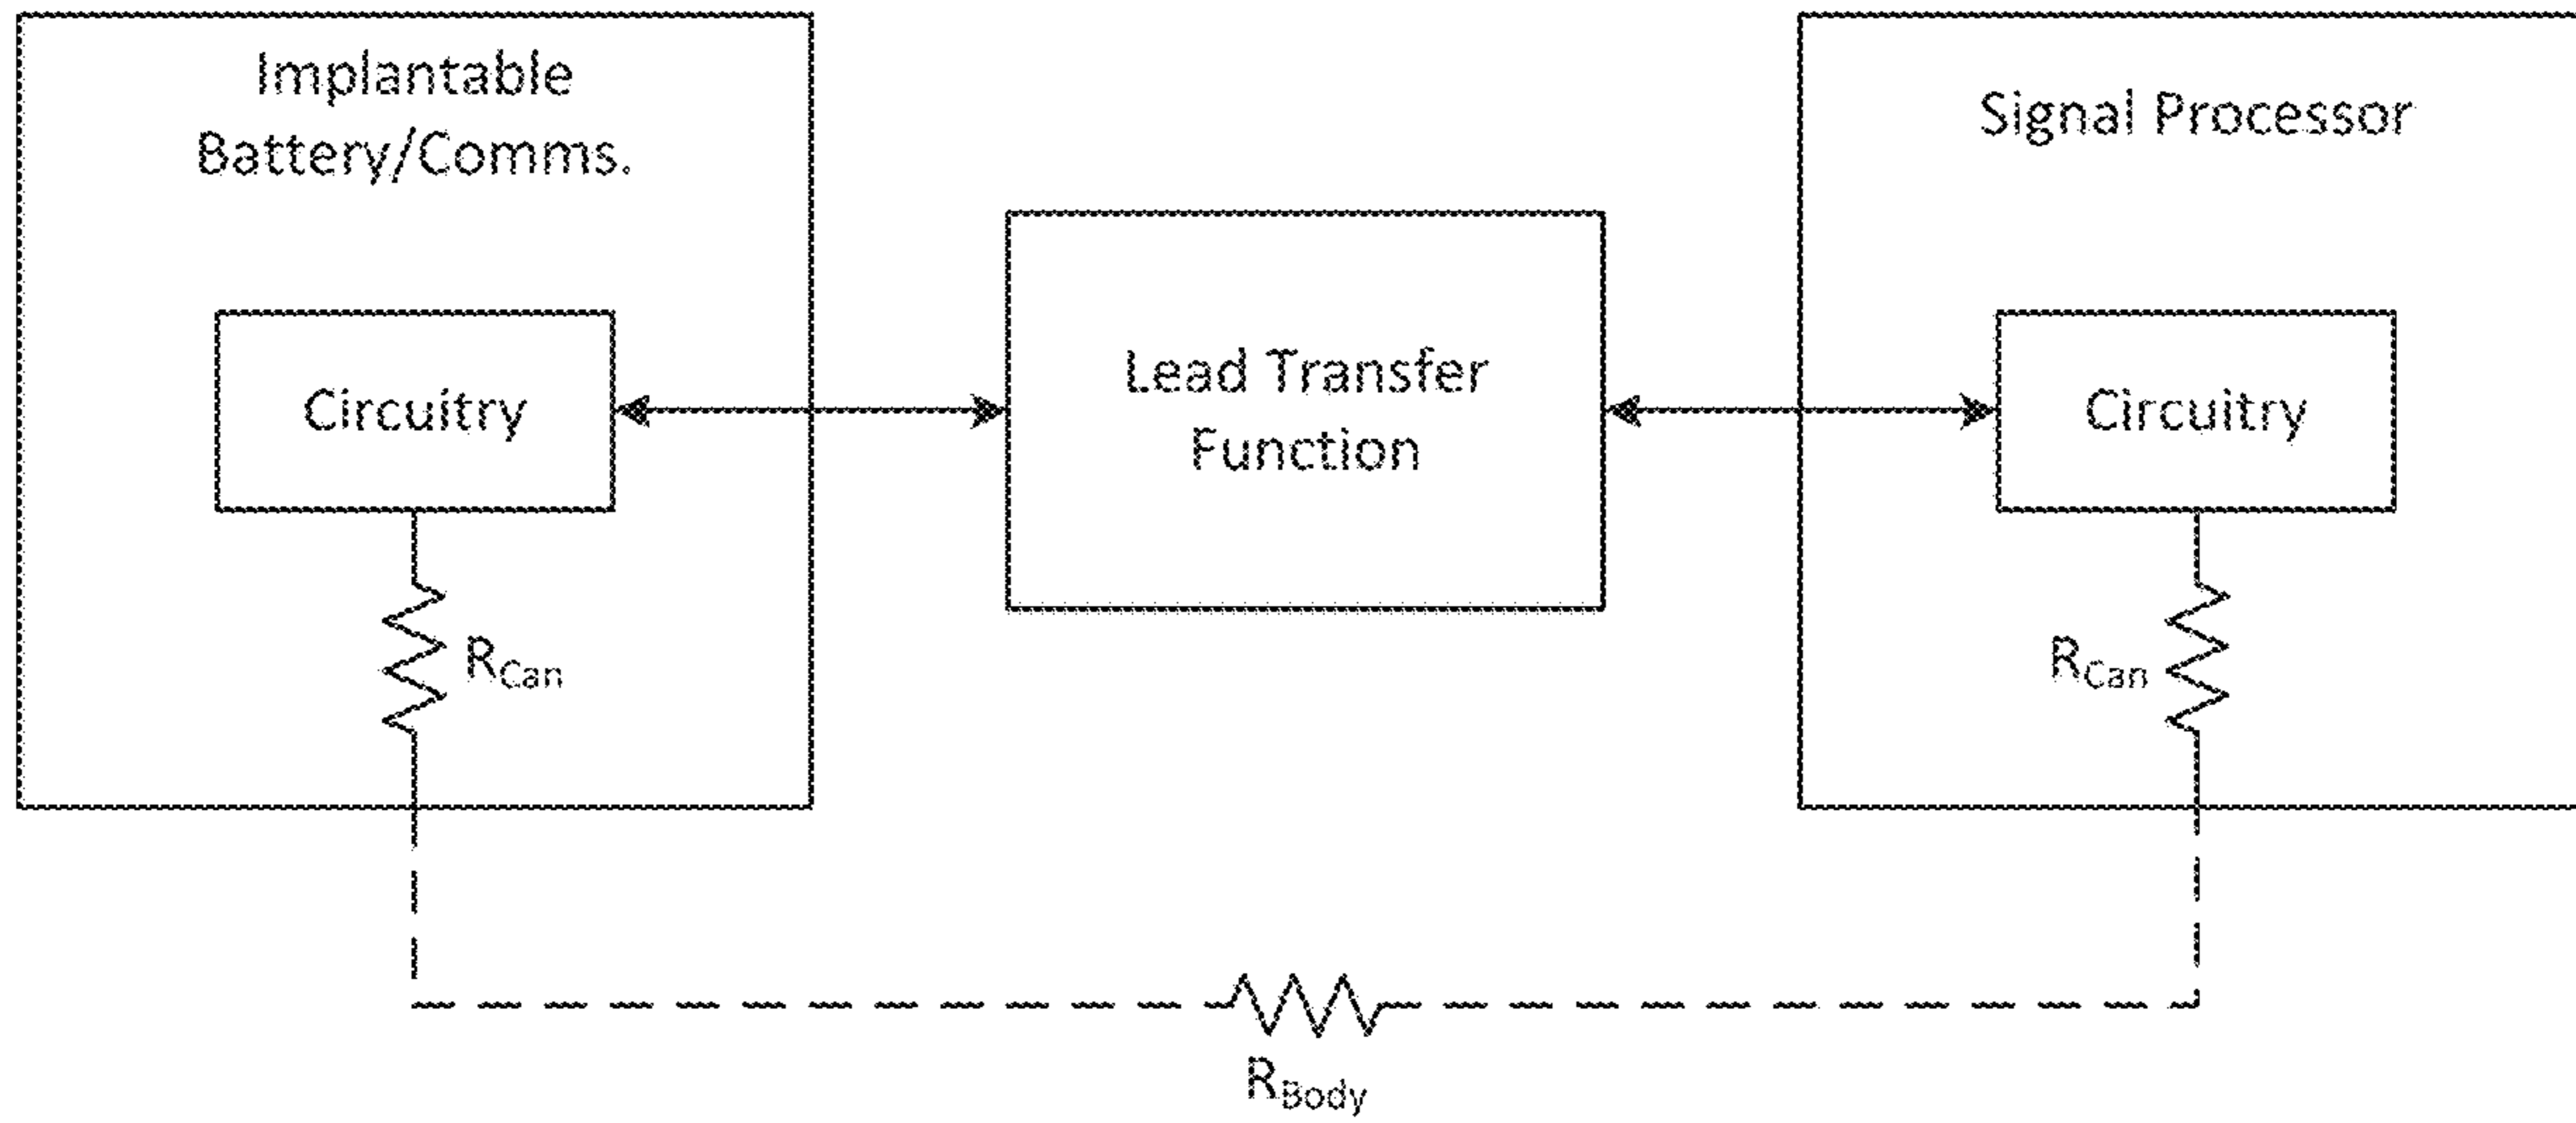 Implantable
Battery/Comms.
Signal Processor
Circuitry
Lead Transfer
Function
Circuitry
RCan
RCan
RBody